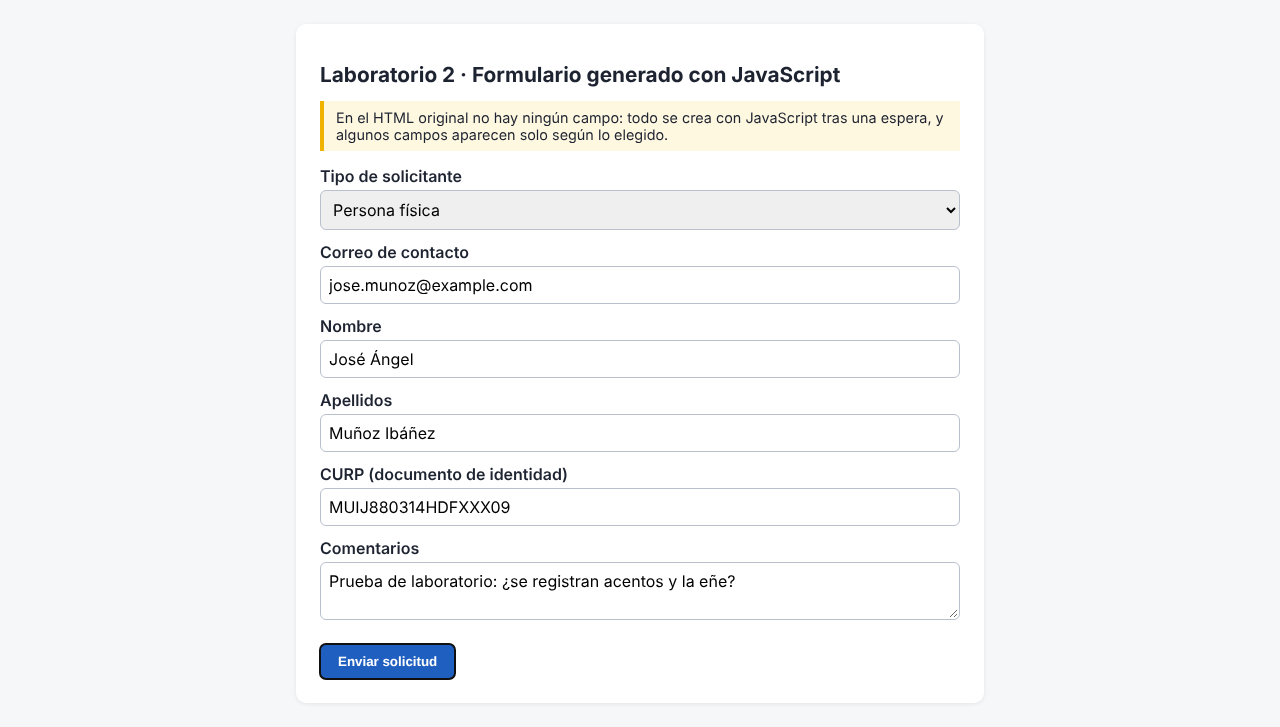 Laboratorio 2 · Formulario generado con JavaScript
En el HTML original no hay ningún campo: todo se crea con JavaScript tras una espera, y
algunos campos aparecen solo según lo elegido.
Tipo de solicitante
Persona física
Correo de contacto
jose.munoz@example.com
Nombre
José Ángel
Apellidos
Muñoz Ibáñez
CURP (documento de identidad)
MUIJ880314HDFXXX09
Comentarios
Prueba de laboratorio: ¿se registran acentos y la eñe?
Enviar solicitud